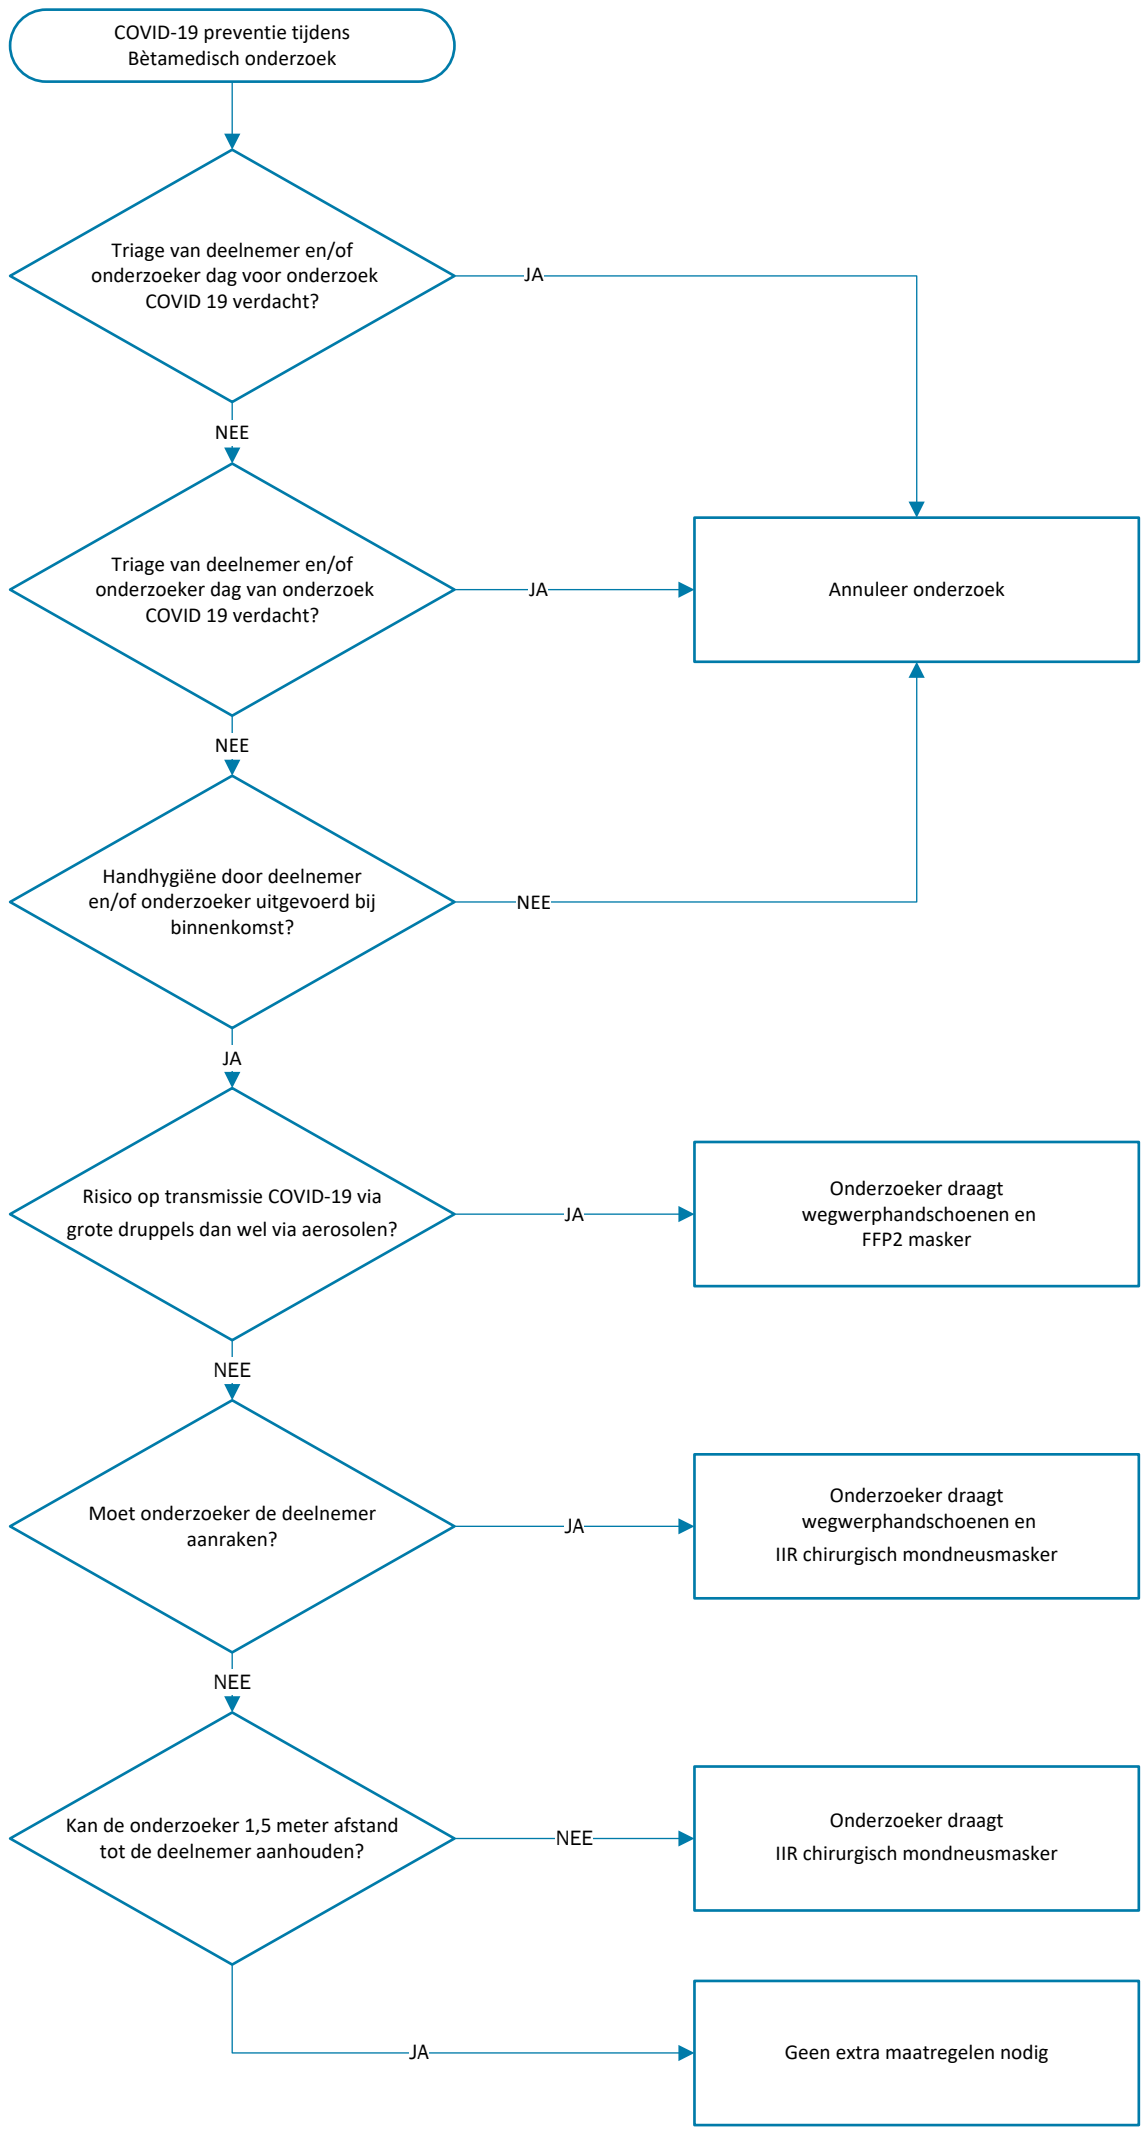 COVID-19 preventie tijdens
Bètamedisch onderzoek
Triage van deelnemer en/of
onderzoeker dag voor onderzoek
COVID 19 verdacht?
JA
NEE
Triage van deelnemer en/of
onderzoeker dag van onderzoek
COVID 19 verdacht?
JA
Annuleer onderzoek
NEE
Handhygiëne door deelnemer
en/of onderzoeker uitgevoerd bij
binnenkomst?
NEE
JA
Risico op transmissie COVID-19 via
grote druppels dan wel via aerosolen?
JA
Onderzoeker draagt
wegwerphandschoenen en
FFP2 masker
NEE
Moet onderzoeker de deelnemer
aanraken?
JA
Onderzoeker draagt
wegwerphandschoenen en
IIR chirurgisch mondneusmasker
NEE
Kan de onderzoeker 1,5 meter afstand
tot de deelnemer aanhouden?
NEE
Onderzoeker draagt
IIR chirurgisch mondneusmasker
JA
Geen extra maatregelen nodig